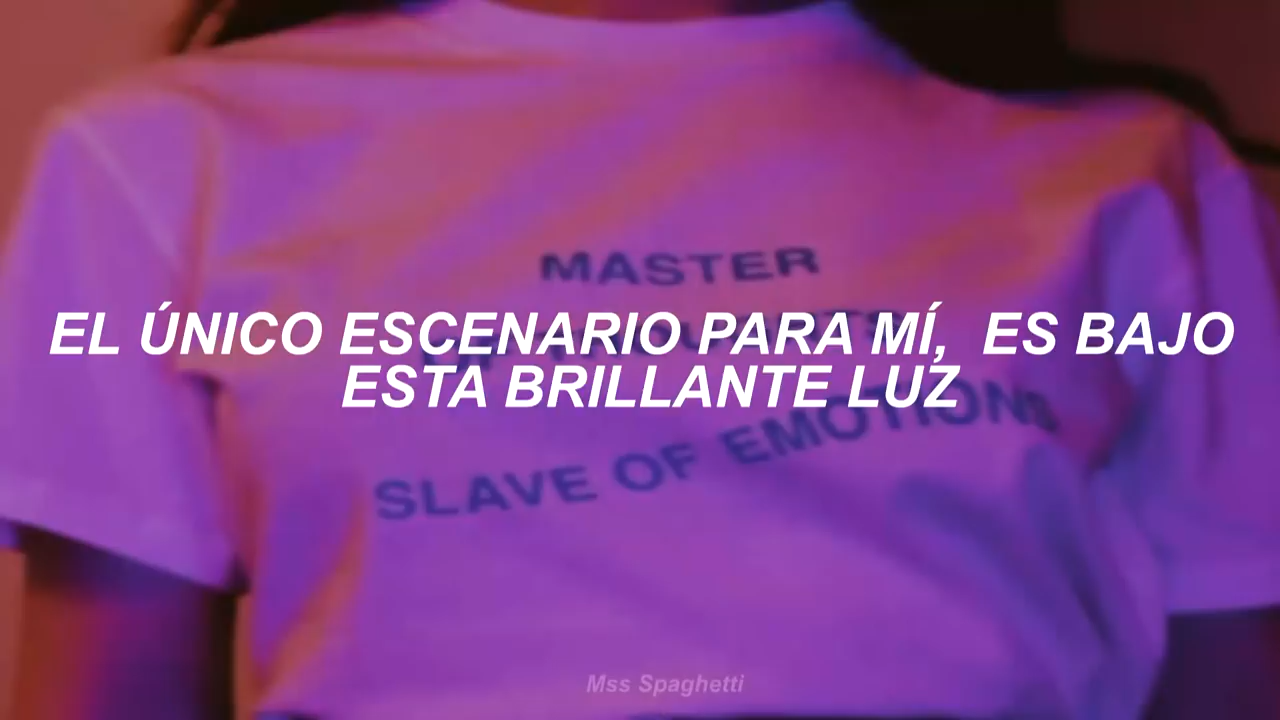 MASTER
EL ÚNICO ESCENARIO PARA MÍ,  ES BAJO
ESTA BRILLANTE LUZ
SLAVE OF EMOTIONS
Mss Spaghetti